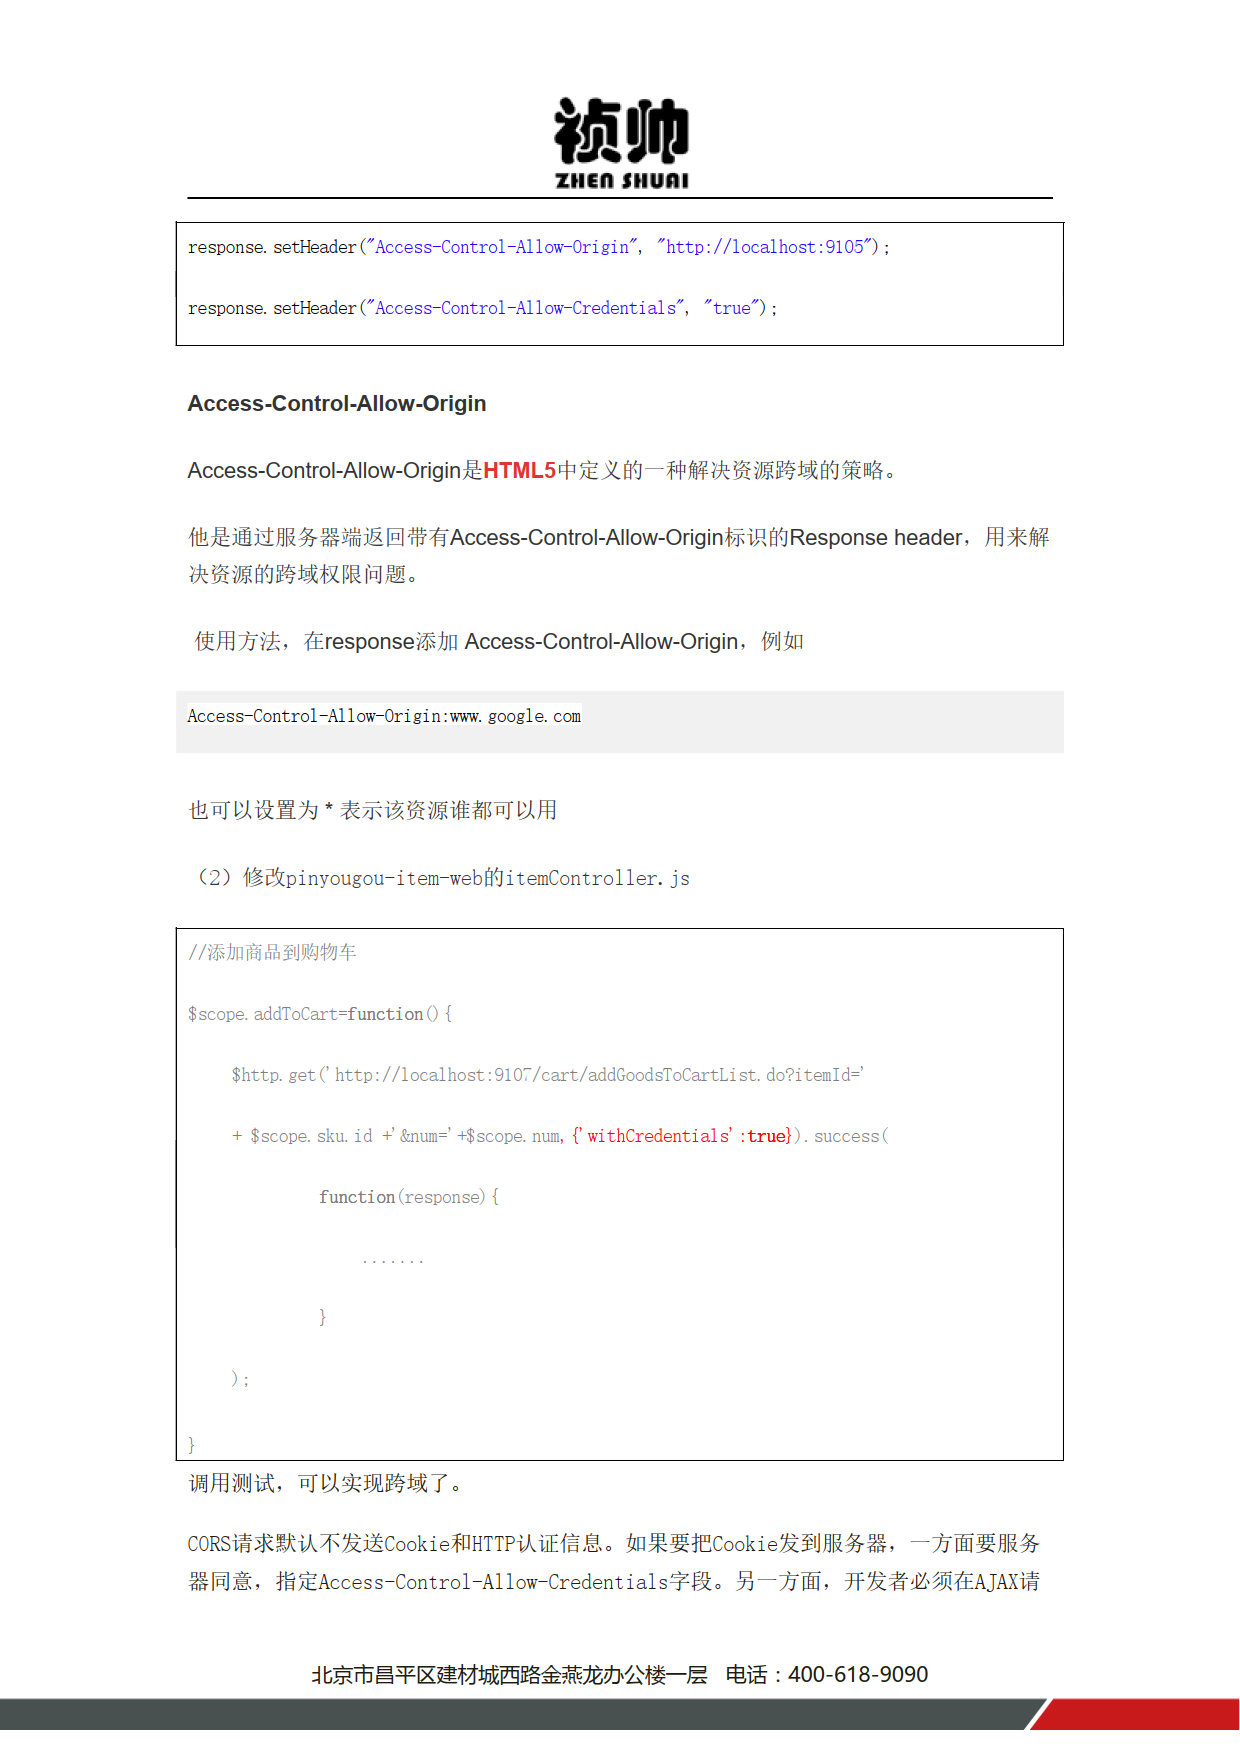 祯帅
ZHEN SHUAI
response.setHeader("Access-Control-Allow-Origin", "http://localhost:9105");
response.setHeader("Access-Control-Allow-Credentials", "true");
Access-Control-Allow-Origin
Access-Control-Allow-Origin是HTML5中定义的一种解决资源跨域的策略。
他是通过服务器端返回带有Access-Control-Allow-Origin标识的Response header，用来解
决资源的跨域权限问题。
使用方法，在response添加 Access-Control-Allow-Origin，例如
Access-Control-Allow-Origin:www.google.com
也可以设置为 * 表示该资源谁都可以用
（2）修改pinyougou-item-web的itemController.js
//添加商品到购物车
$scope.addToCart=function(){
$http.get('http://localhost:9107/cart/addGoodsToCartList.do?itemId='
+ $scope.sku.id +'&num='+$scope.num,{'withCredentials':true}).success(
function(response){
.......
}
);
}
调用测试，可以实现跨域了。
CORS请求默认不发送Cookie和HTTP认证信息。如果要把Cookie发到服务器，一方面要服务
器同意，指定Access-Control-Allow-Credentials字段。另一方面，开发者必须在AJAX请
北京市昌平区建材城西路金燕龙办公楼一层 电话：400-618-9090